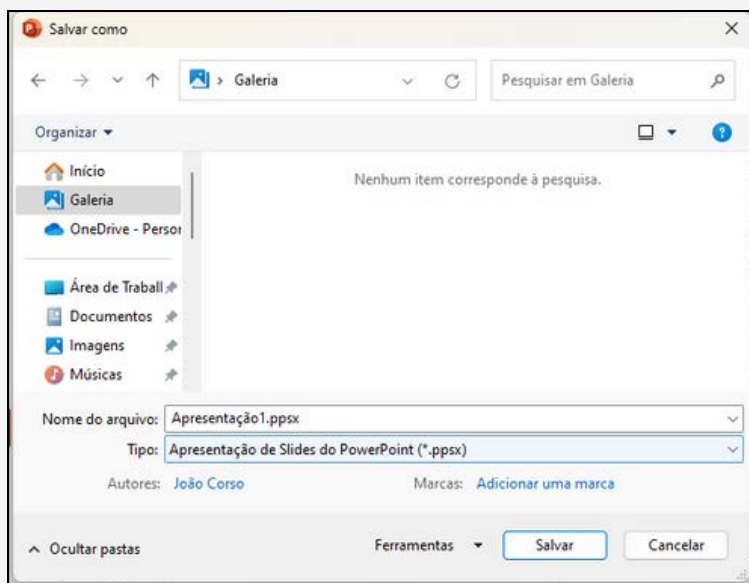 Salvar como
Galeria
Pesquisar em Galeria
Organizar
Início
Galeria
OneDrive - Persor
Nenhum item corresponde à pesquisa.
Área de Traball
Documentos
Imagens
Músicas
Nome do arquivo: Apresentação1.ppsx
Tipo: Apresentação de Slides do PowerPoint (*.ppsx)
Autores: João Corso Marcas: Adicionar uma marca
Ocultar pastas Ferramentas Salvar Cancelar